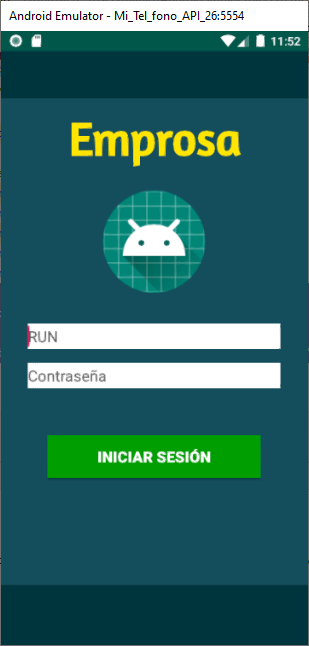 Android Emulator - Mi_Tel_fono_API_26:5554
11:52
Emprosa
RUN
Contraseña
INICIAR SESIÓN